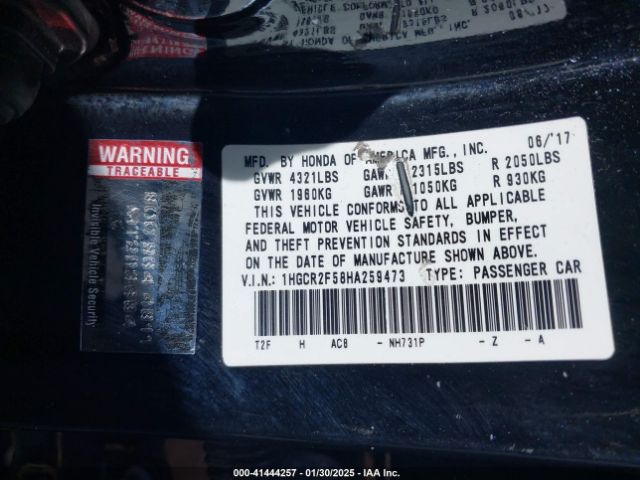 WARNING
TRACEABLE
Invisible Vehicle Security
MFD. BY HONDA OF AMERICA MFG., INC. 06/'17
GVWR 4321LBS GAWR 2315LBS R 2050LBS
GVWR 1960KG GAWR 1050KG R 930KG
THIS VEHICLE CONFORMS TO ALL APPLICABLE
FEDERAL MOTOR VEHICLE SAFETY, BUMPER,
AND THEFT PREVENTION STANDARDS IN EFFECT
ON THE DATE OF MANUFACTURE SHOWN ABOVE.
V.I.N.: 1HGCR2F58HA259473 TYPE: PASSENGER CAR
T2F H AC8 - NH731P - Z - A
000-41444257 - 01/30/2025 - IAA Inc.